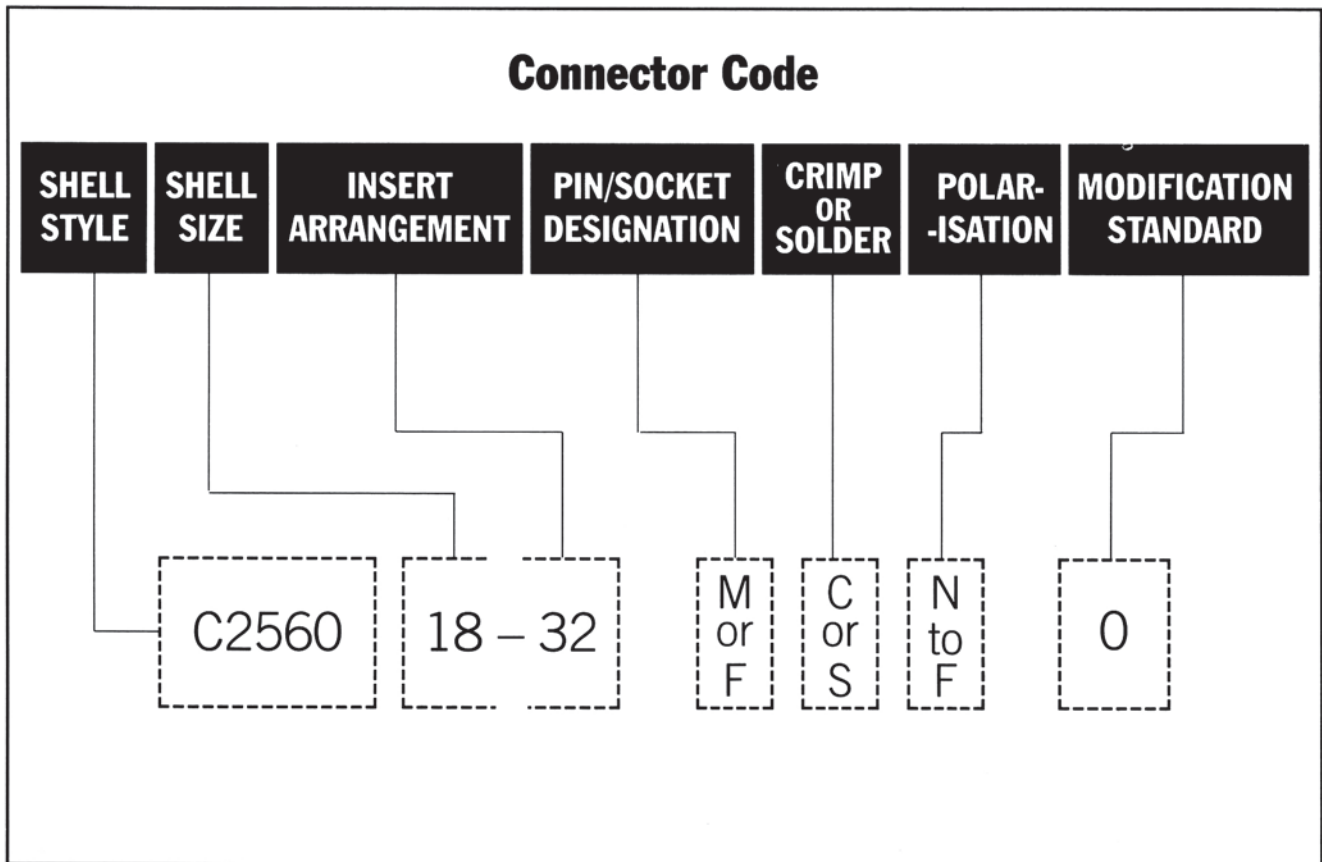 Connector Code
SHELL
STYLE
SHELL
SIZE
INSERT
ARRANGEMENT
PIN/SOCKET
DESIGNATION
CRIMP
OR
SOLDER
POLAR-
-ISATION
MODIFICATION
STANDARD
C2560
18 – 32
M
or
F
C
or
S
N
to
F
0